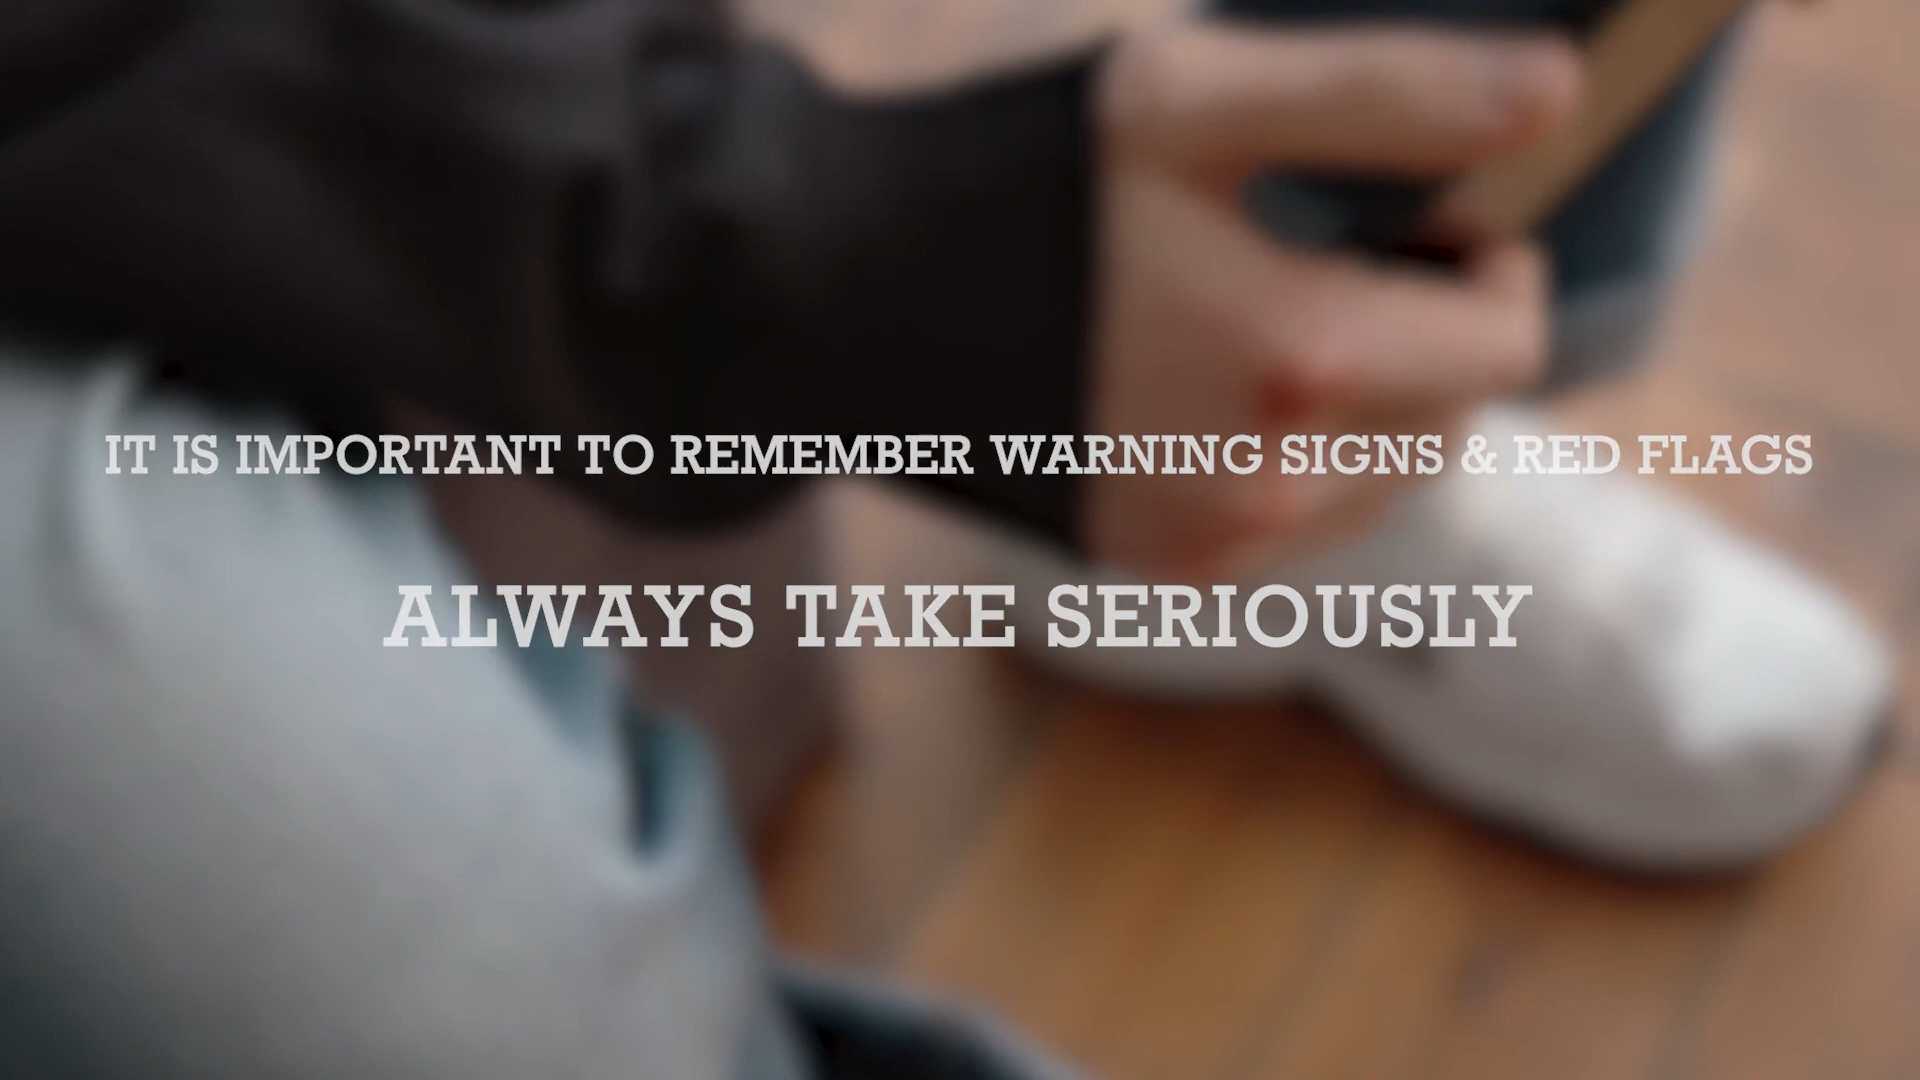 IT IS IMPORTANT TO REMEMBER WARNING SIGNS & RED FLAGS
ALWAYS TAKE SERIOUSLY